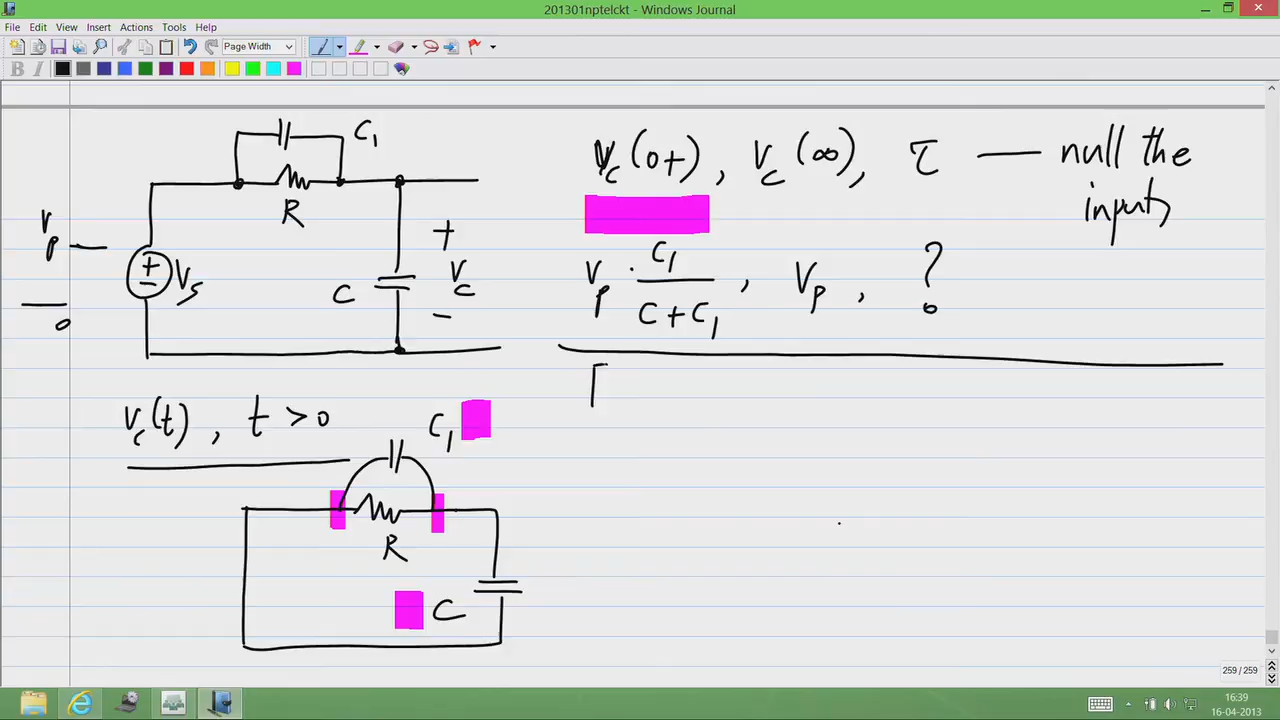 201301nptelckt - Windows Journal
File Edit View Insert Actions Tools Help
Page Width
B I
C1
R
Vp
0
+
−
Vs
C
+
Vc
−
Vc(0+), Vc(∞), τ — null the inputs
Vp · C1 / (C + C1), Vp, ?
Vc(t), t > 0
C1
R
C
259 / 259
16:39
16-04-2013